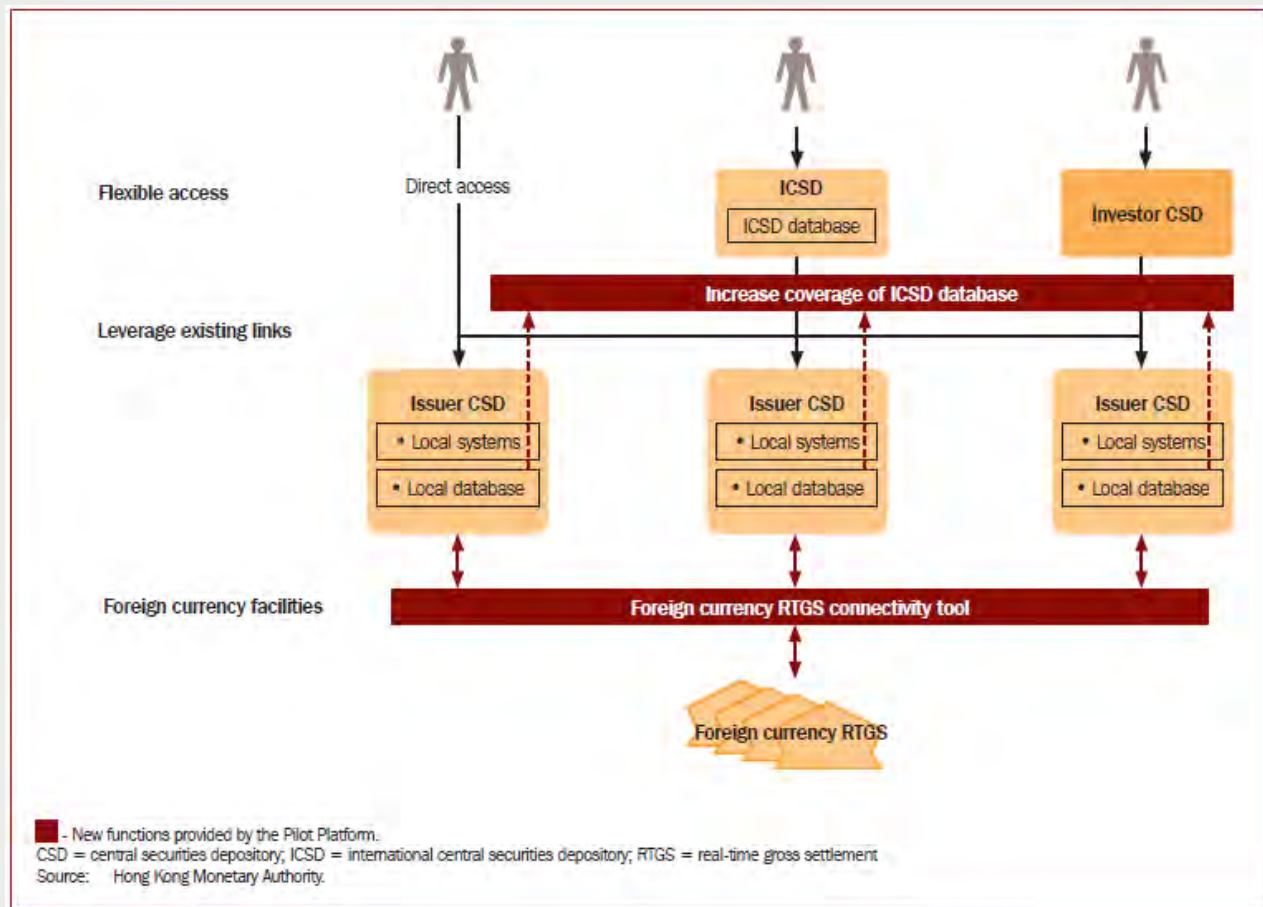 Flexible access
Direct access
ICSD
ICSD database
Investor CSD
Increase coverage of ICSD database
Leverage existing links
Issuer CSD
• Local systems
• Local database
Issuer CSD
• Local systems
• Local database
Issuer CSD
• Local systems
• Local database
Foreign currency facilities
Foreign currency RTGS connectivity tool
Foreign currency RTGS
- New functions provided by the Pilot Platform.
CSD = central securities depository; ICSD = international central securities depository; RTGS = real-time gross settlement
Source: Hong Kong Monetary Authority.